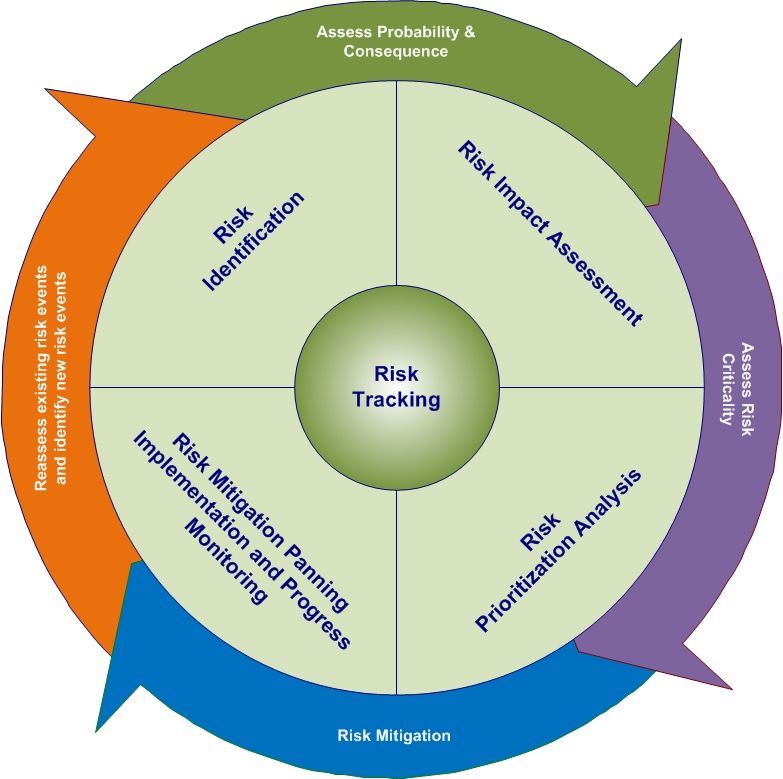 Assess Probability &
Consequence
Risk
Identification
Risk Impact Assessment
Risk
Tracking
Reassess existing risk events
and identify new risk events
Assess Risk
Criticality
Risk Mitigation Panning
Implementation and Progress
Monitoring
Risk
Prioritization Analysis
Risk Mitigation